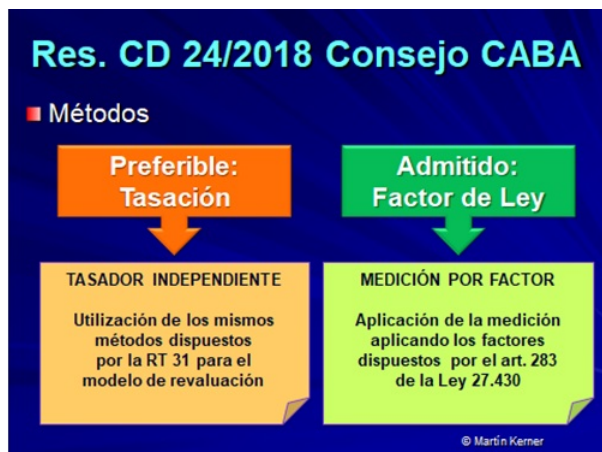 Res. CD 24/2018 Consejo CABA
Métodos
Preferible:
Tasación
Admitido:
Factor de Ley
TASADOR INDEPENDIENTE
Utilización de los mismos
métodos dispuestos
por la RT 31 para el
modelo de revaluación
MEDICIÓN POR FACTOR
Aplicación de la medición
aplicando los factores
dispuestos por el art. 283
de la Ley 27.430
© Martín Kerner